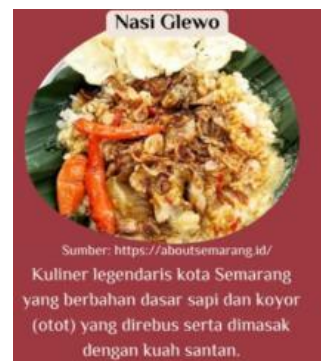 Nasi Glewo
Sumber: https://aboutsemarang.id/
Kuliner legendaris kota Semarang
yang berbahan dasar sapi dan koyor
(otot) yang direbus serta dimasak
dengan kuah santan.